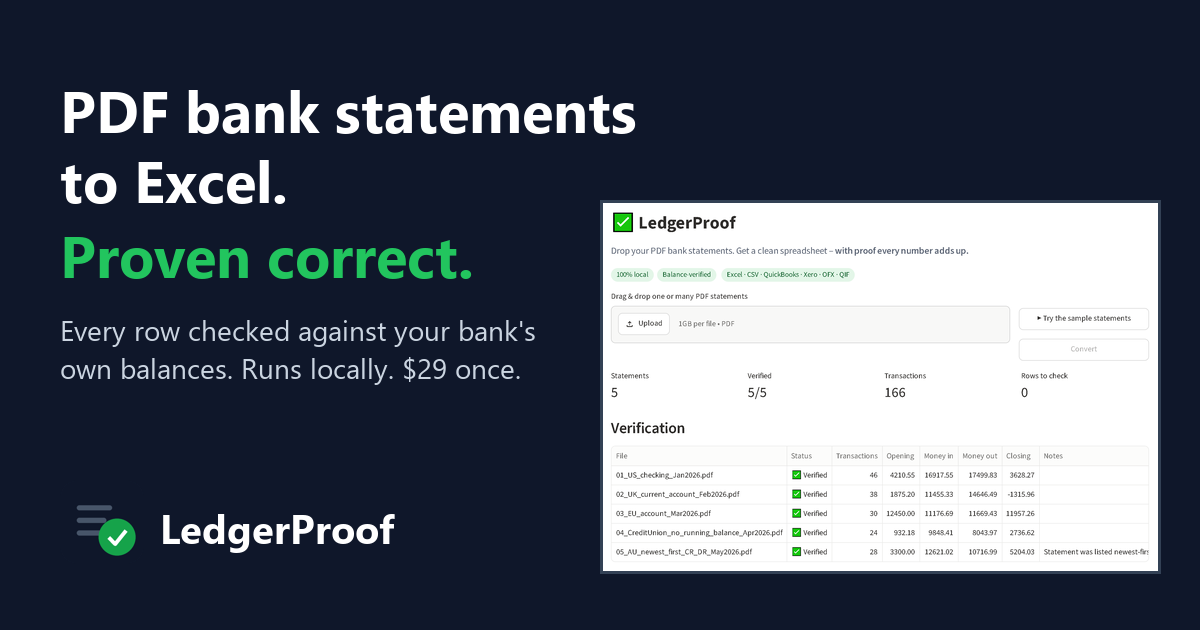 PDF bank statements
to Excel.
Proven correct.
Every row checked against your bank's
own balances. Runs locally. $29 once.
LedgerProof
LedgerProof
Drop your PDF bank statements. Get a clean spreadsheet – with proof every number adds up.
100% local Balance-verified Excel · CSV · QuickBooks · Xero · OFX · QIF
Drag & drop one or many PDF statements
Upload 1GB per file • PDF
▸ Try the sample statements
Convert
Statements Verified Transactions Rows to check
5 5/5 166 0
Verification
File Status Transactions Opening Money in Money out Closing Notes
01_US_checking_Jan2026.pdf ✅ Verified 46 4210.55 16917.55 17499.83 3628.27
02_UK_current_account_Feb2026.pdf ✅ Verified 38 1875.20 11455.33 14646.49 -1315.96
03_EU_account_Mar2026.pdf ✅ Verified 30 12450.00 11176.69 11669.43 11957.26
04_CreditUnion_no_running_balance_Apr2026.pdf ✅ Verified 24 932.18 9848.41 8043.97 2736.62
05_AU_newest_first_CR_DR_May2026.pdf ✅ Verified 28 3300.00 12621.02 10716.99 5204.03 Statement was listed newest-firs